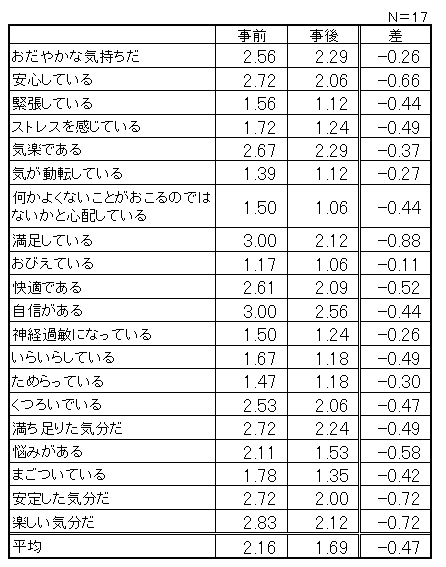 N＝17
事前 事後 差
おだやかな気持ちだ 2.56 2.29 −0.26
安心している 2.72 2.06 −0.66
緊張している 1.56 1.12 −0.44
ストレスを感じている 1.72 1.24 −0.49
気楽である 2.67 2.29 −0.37
気が動転している 1.39 1.12 −0.27
何かよくないことがおこるのでは
ないかと心配している 1.50 1.06 −0.44
満足している 3.00 2.12 −0.88
おびえている 1.17 1.06 −0.11
快適である 2.61 2.09 −0.52
自信がある 3.00 2.56 −0.44
神経過敏になっている 1.50 1.24 −0.26
いらいらしている 1.67 1.18 −0.49
ためらっている 1.47 1.18 −0.30
くつろいでいる 2.53 2.06 −0.47
満ち足りた気分だ 2.72 2.24 −0.49
悩みがある 2.11 1.53 −0.58
まごついている 1.78 1.35 −0.42
安定した気分だ 2.72 2.00 −0.72
楽しい気分だ 2.83 2.12 −0.72
平均 2.16 1.69 −0.47